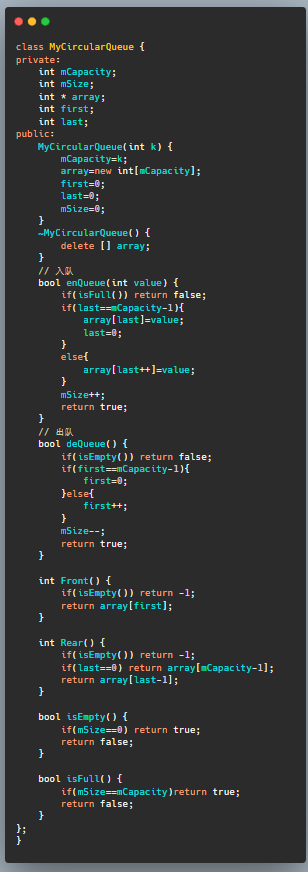 class MyCircularQueue {
private:
    int mCapacity;
    int mSize;
    int * array;
    int first;
    int last;
public:
    MyCircularQueue(int k) {
        mCapacity=k;
        array=new int[mCapacity];
        first=0;
        last=0;
        mSize=0;
    }
    ~MyCircularQueue() {
        delete [] array;
    }
    // 入队
    bool enQueue(int value) {
        if(isFull()) return false;
        if(last==mCapacity-1){
            array[last]=value;
            last=0;
        }
        else{
            array[last++]=value;
        }
        mSize++;
        return true;
    }
    // 出队
    bool deQueue() {
        if(isEmpty()) return false;
        if(first==mCapacity-1){
            first=0;
        }else{
            first++;
        }
        mSize--;
        return true;
    }

    int Front() {
        if(isEmpty()) return -1;
        return array[first];
    }

    int Rear() {
        if(isEmpty()) return -1;
        if(last==0) return array[mCapacity-1];
        return array[last-1];
    }

    bool isEmpty() {
        if(mSize==0) return true;
        return false;
    }

    bool isFull() {
        if(mSize==mCapacity)return true;
        return false;
    }
};
}